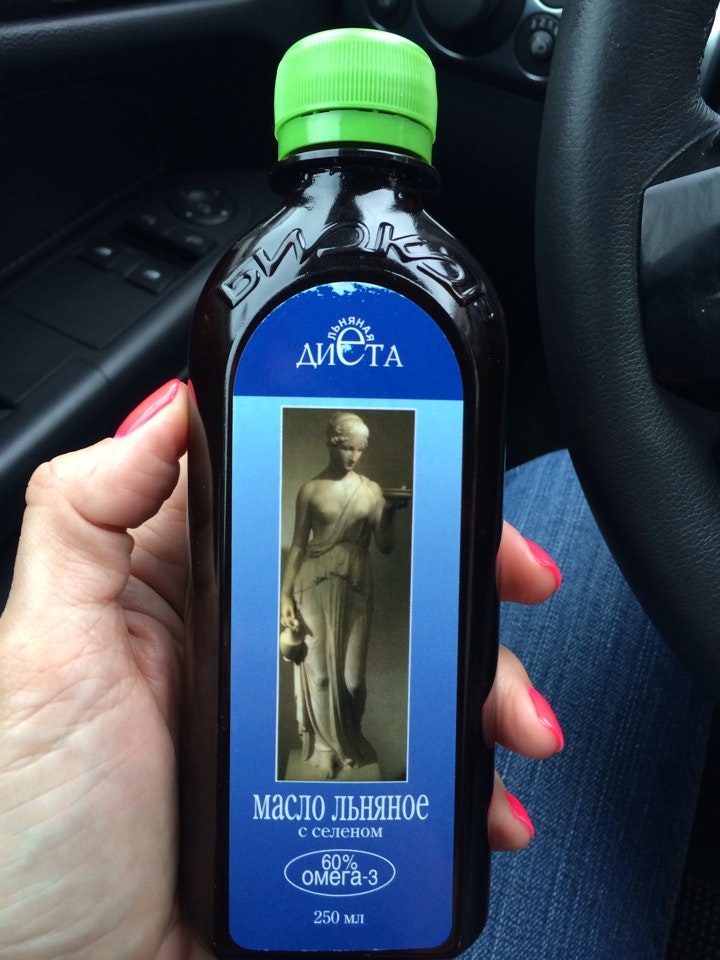 БИОКОР
льняная
диета
масло льняное
с селеном
60%
омега-3
250 мл